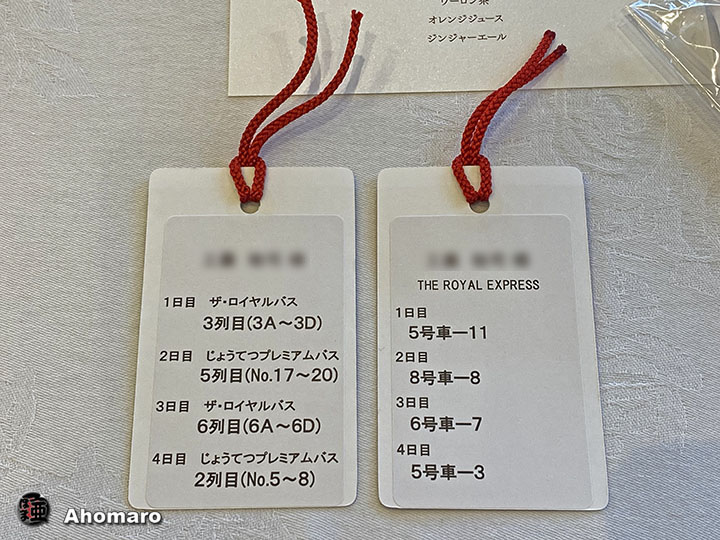 ウーロン茶
オレンジジュース
ジンジャーエール
1日目 ザ・ロイヤルバス
3列目(3A～3D)
2日目 じょうてつプレミアムバス
5列目(No.17～20)
3日目 ザ・ロイヤルバス
6列目(6A～6D)
4日目 じょうてつプレミアムバス
2列目(No.5～8)
THE ROYAL EXPRESS
1日目
5号車ー11
2日目
8号車ー8
3日目
6号車ー7
4日目
5号車ー3
Ahomaro